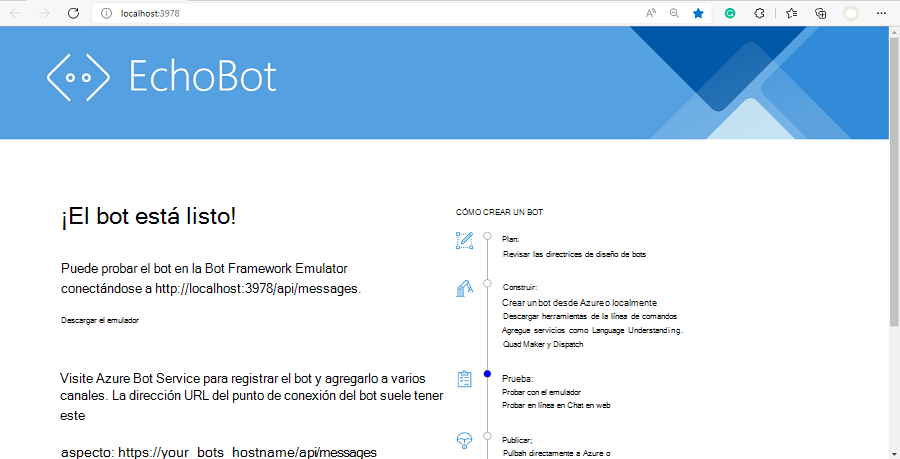 localhost:3978
EchoBot
¡El bot está listo!
Puede probar el bot en la Bot Framework Emulator
conectándose a http://localhost:3978/api/messages.
Descargar el emulador
Visite Azure Bot Service para registrar el bot y agregarlo a varios
canales. La dirección URL del punto de conexión del bot suele tener
este
aspecto: https://your_bots_hostname/api/messages
CÓMO CREAR UN BOT
Plan:
Revisar las directrices de diseño de bots
Construir:
Crear un bot desde Azure o localmente
Descargar herramientas de la línea de comandos
Agregue servicios como Language Understanding.
Quad Maker y Dispatch
Prueba:
Probar con el emulador
Probar en línea en Chat en web
Publicar;
Pulbah directamente a Azure o